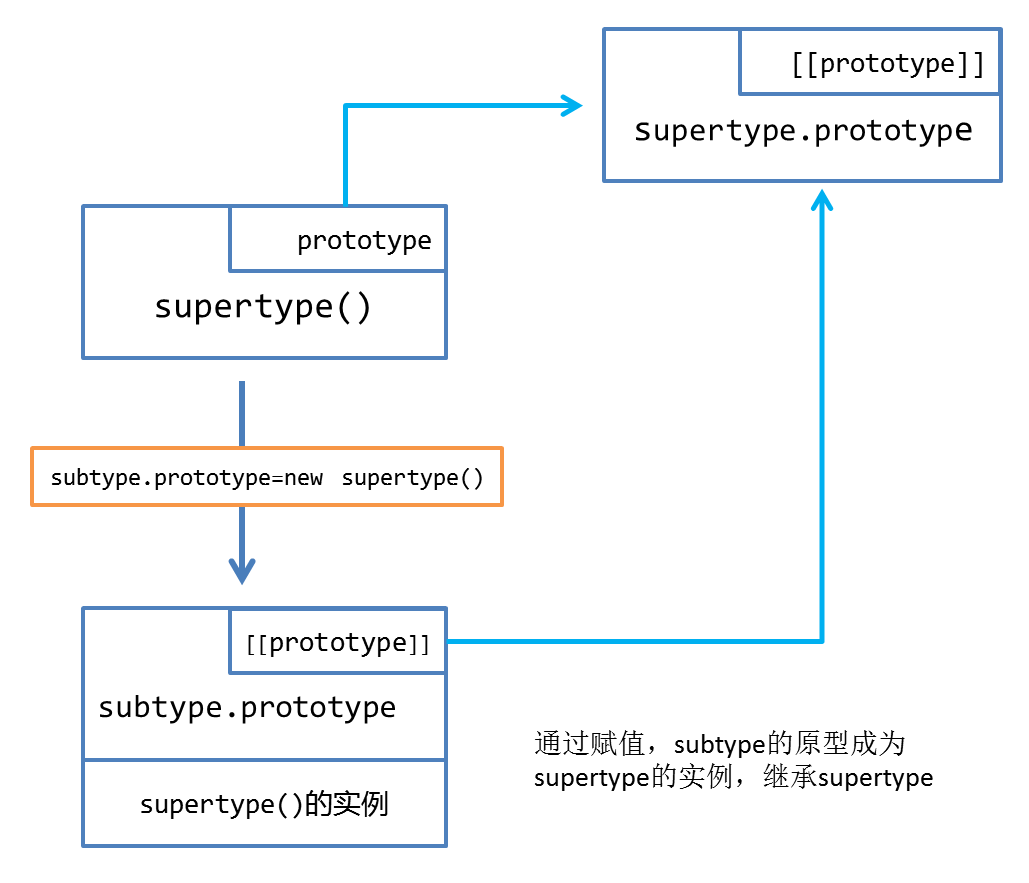 [[prototype]]
supertype.prototype
prototype
supertype()
subtype.prototype=new supertype()
[[prototype]]
subtype.prototype
通过赋值，subtype的原型成为
supertype的实例，继承supertype
supertype()的实例